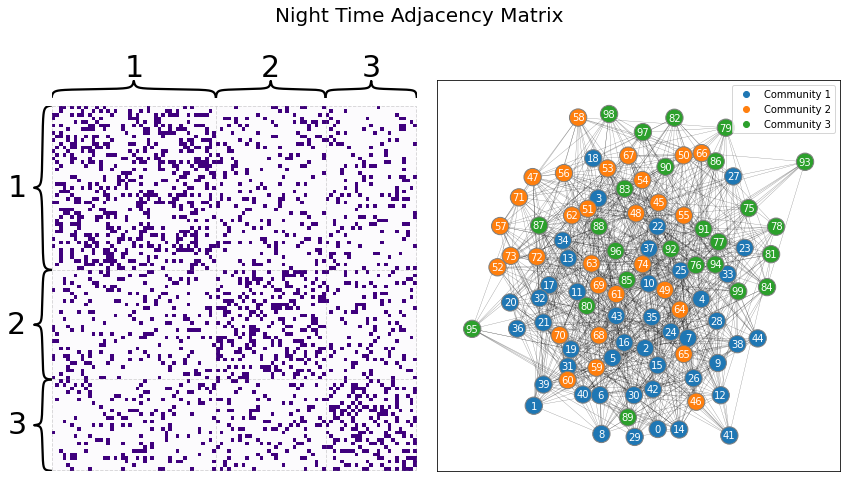 Night Time Adjacency Matrix
1 2 3
1
2
3
Community 1
Community 2
Community 3
58 98 82 97 79
18 67 50 66 86 93
47 56 53 90 27
54
71 3 83 45 75
57 87 62 51 48 55 78
88 22 91
34 77 23
73 72 13 96 37 92 81
52 63 74 25 76 94 33
17 69 85 10 49 99 84
20 32 11 61 4
80 64
36 21 43 35 28
70 68 24 7 38 44
95 19 16 2 65
31 59 5 15 9
39 60 26
40 6 30 42 46 12
1 89
8 29 0 14 41